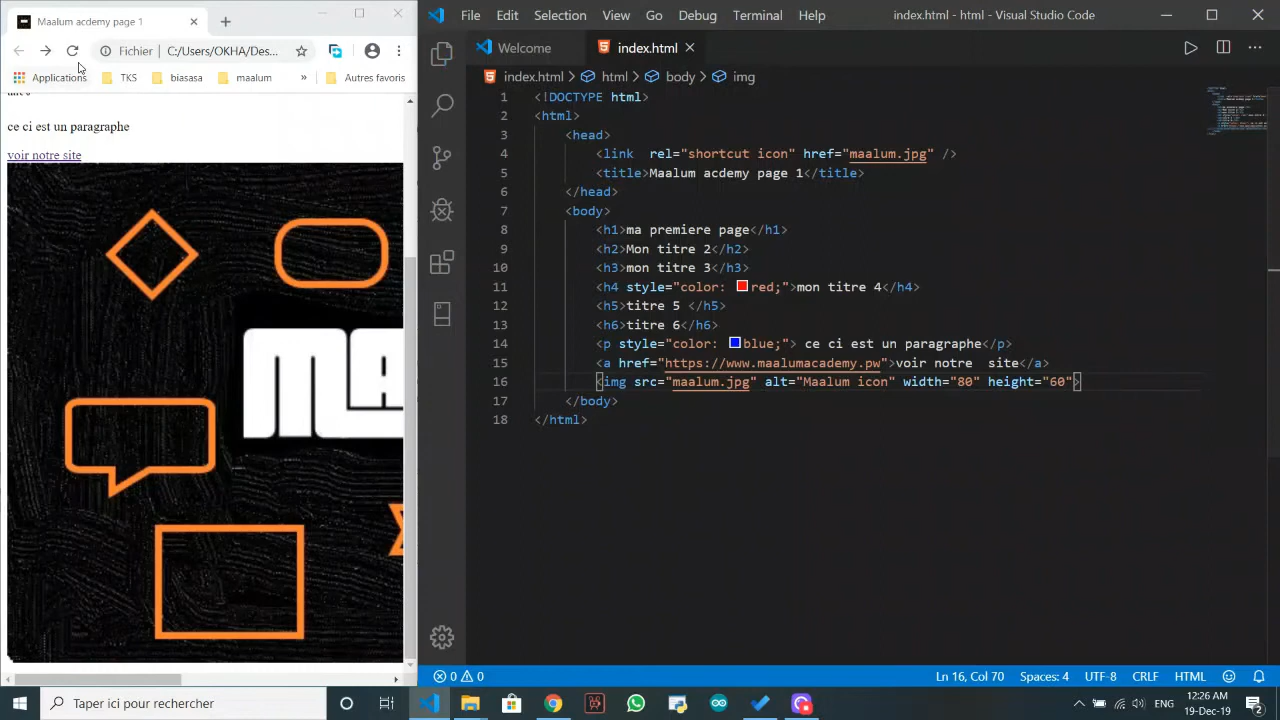 Maalum acdemy page 1
Fichier | C:/Users/OKHA/Des...
Applications TKS biasasa maalum » Autres favoris
ce ci est un paragraphe
voir notre site
File Edit Selection View Go Debug Terminal Help index.html - html - Visual Studio Code
Welcome index.html
index.html > html > body > img
1 <!DOCTYPE html>
2 <html>
3 <head>
4 <link rel="shortcut icon" href="maalum.jpg" />
5 <title>Maalum acdemy page 1</title>
6 </head>
7 <body>
8 <h1>ma premiere page</h1>
9 <h2>Mon titre 2</h2>
10 <h3>mon titre 3</h3>
11 <h4 style="color: red;">mon titre 4</h4>
12 <h5>titre 5 </h5>
13 <h6>titre 6</h6>
14 <p style="color: blue;"> ce ci est un paragraphe</p>
15 <a href="https://www.maalumacademy.pw">voir notre  site</a>
16 <img src="maalum.jpg" alt="Maalum icon" width="80" height="60">
17 </body>
18 </html>
0 0 Ln 16, Col 70 Spaces: 4 UTF-8 CRLF HTML
Taper ici pour rechercher ENG 12:26 AM
19-Dec-19 2